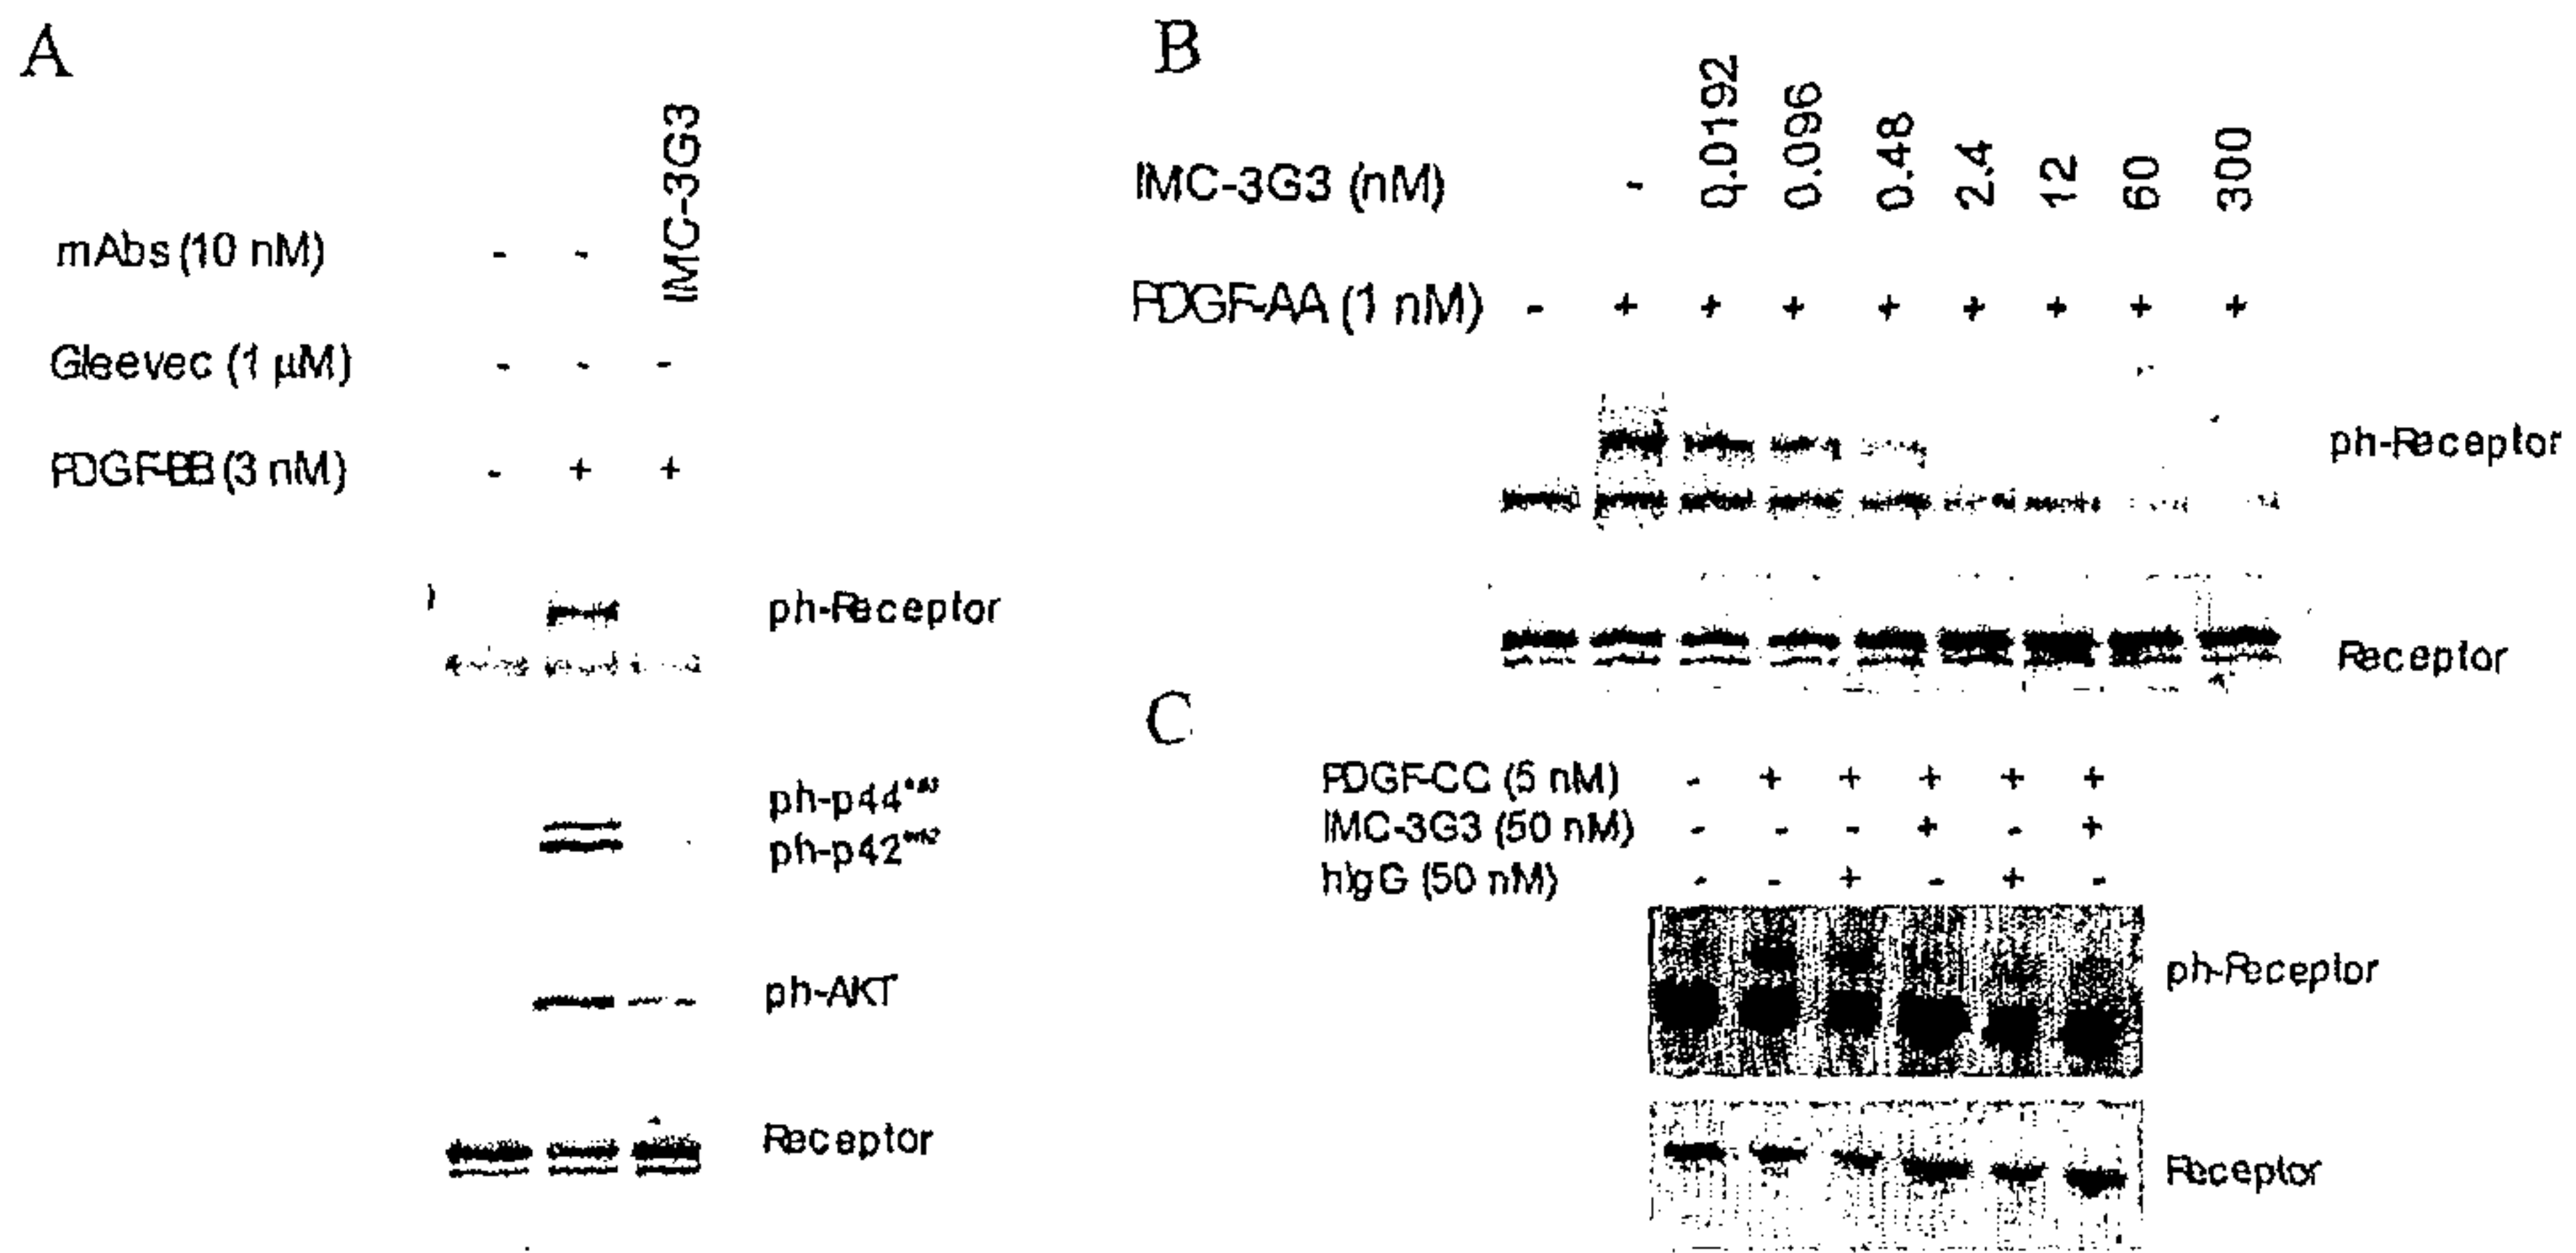 A
IMC-3G3
mAbs (10 nM) - -
Gleevec (1 µM) - - -
PDGF-BB (3 nM) - + +
ph-Receptor
ph-p44
ph-p42
ph-AKT
Receptor
B
IMC-3G3 (nM) - 0.0192 0.096 0.48 2.4 12 60 300
PDGF-AA (1 nM) - + + + + + + + +
ph-Receptor
Receptor
C
PDGF-CC (5 nM) - + + + + +
IMC-3G3 (50 nM) - - - + - +
hIgG (50 nM) - - + - + -
ph-Receptor
Receptor